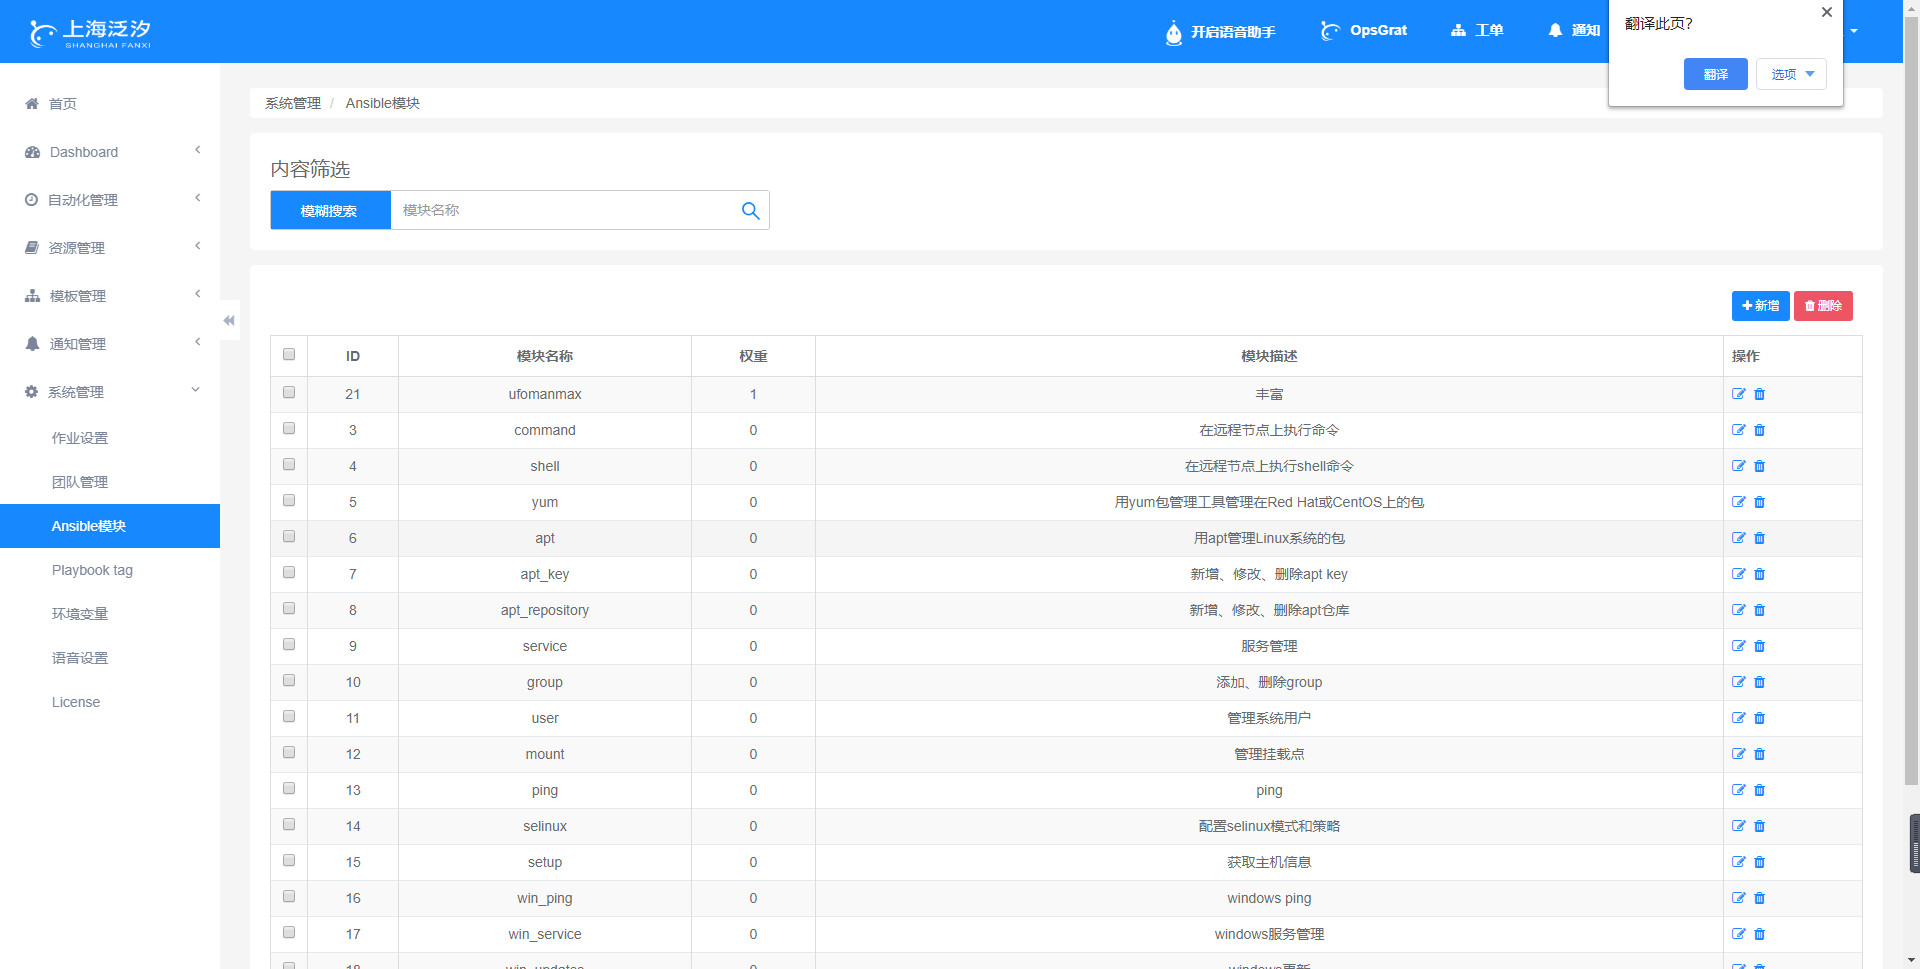 上海泛汐
SHANGHAI FANXI
开启语音助手
OpsGrat
工单
通知
翻译此页?
翻译
选项
首页
Dashboard
自动化管理
资源管理
模板管理
通知管理
系统管理
作业设置
团队管理
Ansible模块
Playbook tag
环境变量
语音设置
License
系统管理 / Ansible模块
内容筛选
模糊搜索 模块名称
新增 删除
ID 模块名称 权重 模块描述 操作
21 ufomanmax 1 丰富
3 command 0 在远程节点上执行命令
4 shell 0 在远程节点上执行shell命令
5 yum 0 用yum包管理工具管理在Red Hat或CentOS上的包
6 apt 0 用apt管理Linux系统的包
7 apt_key 0 新增、修改、删除apt key
8 apt_repository 0 新增、修改、删除apt仓库
9 service 0 服务管理
10 group 0 添加、删除group
11 user 0 管理系统用户
12 mount 0 管理挂载点
13 ping 0 ping
14 selinux 0 配置selinux模式和策略
15 setup 0 获取主机信息
16 win_ping 0 windows ping
17 win_service 0 windows服务管理
18 win_updates 0 windows更新